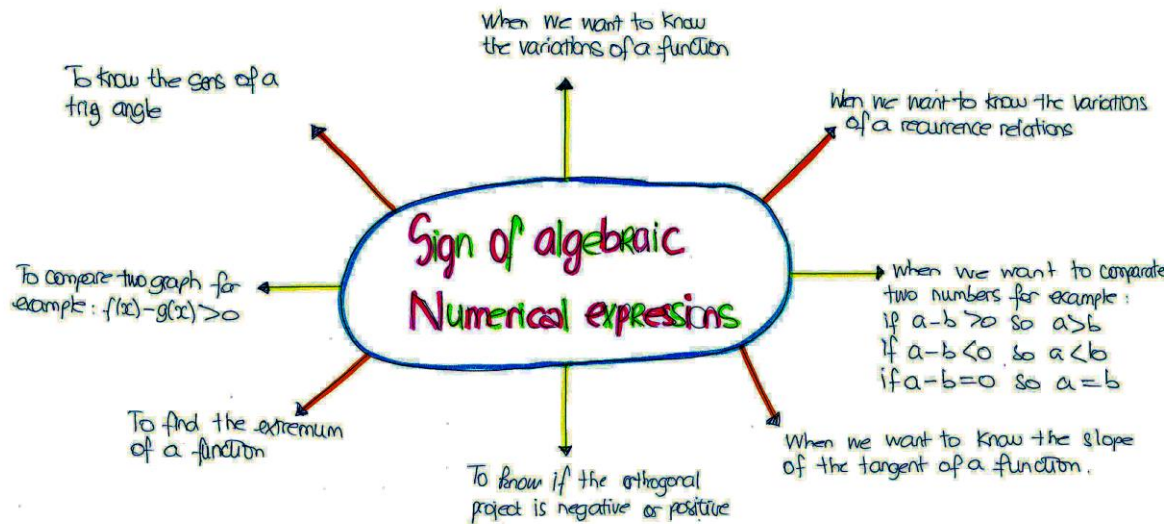 When we want to know
the variations of a function
To know the sens of a
trig angle
Wen we want to know the variations
of a recurrence relations
Sign of algebraic
Numerical expressions
To compare two graph for
example: f(x)-g(x)>0
When we want to comparate
two numbers for example:
if a-b>0 so a>b
if a-b<0 so a<b
if a-b=0 so a=b
To find the extremum
of a function
When we want to know the slope
of the tangent of a function.
To know if the orthogonal
project is negative or positive